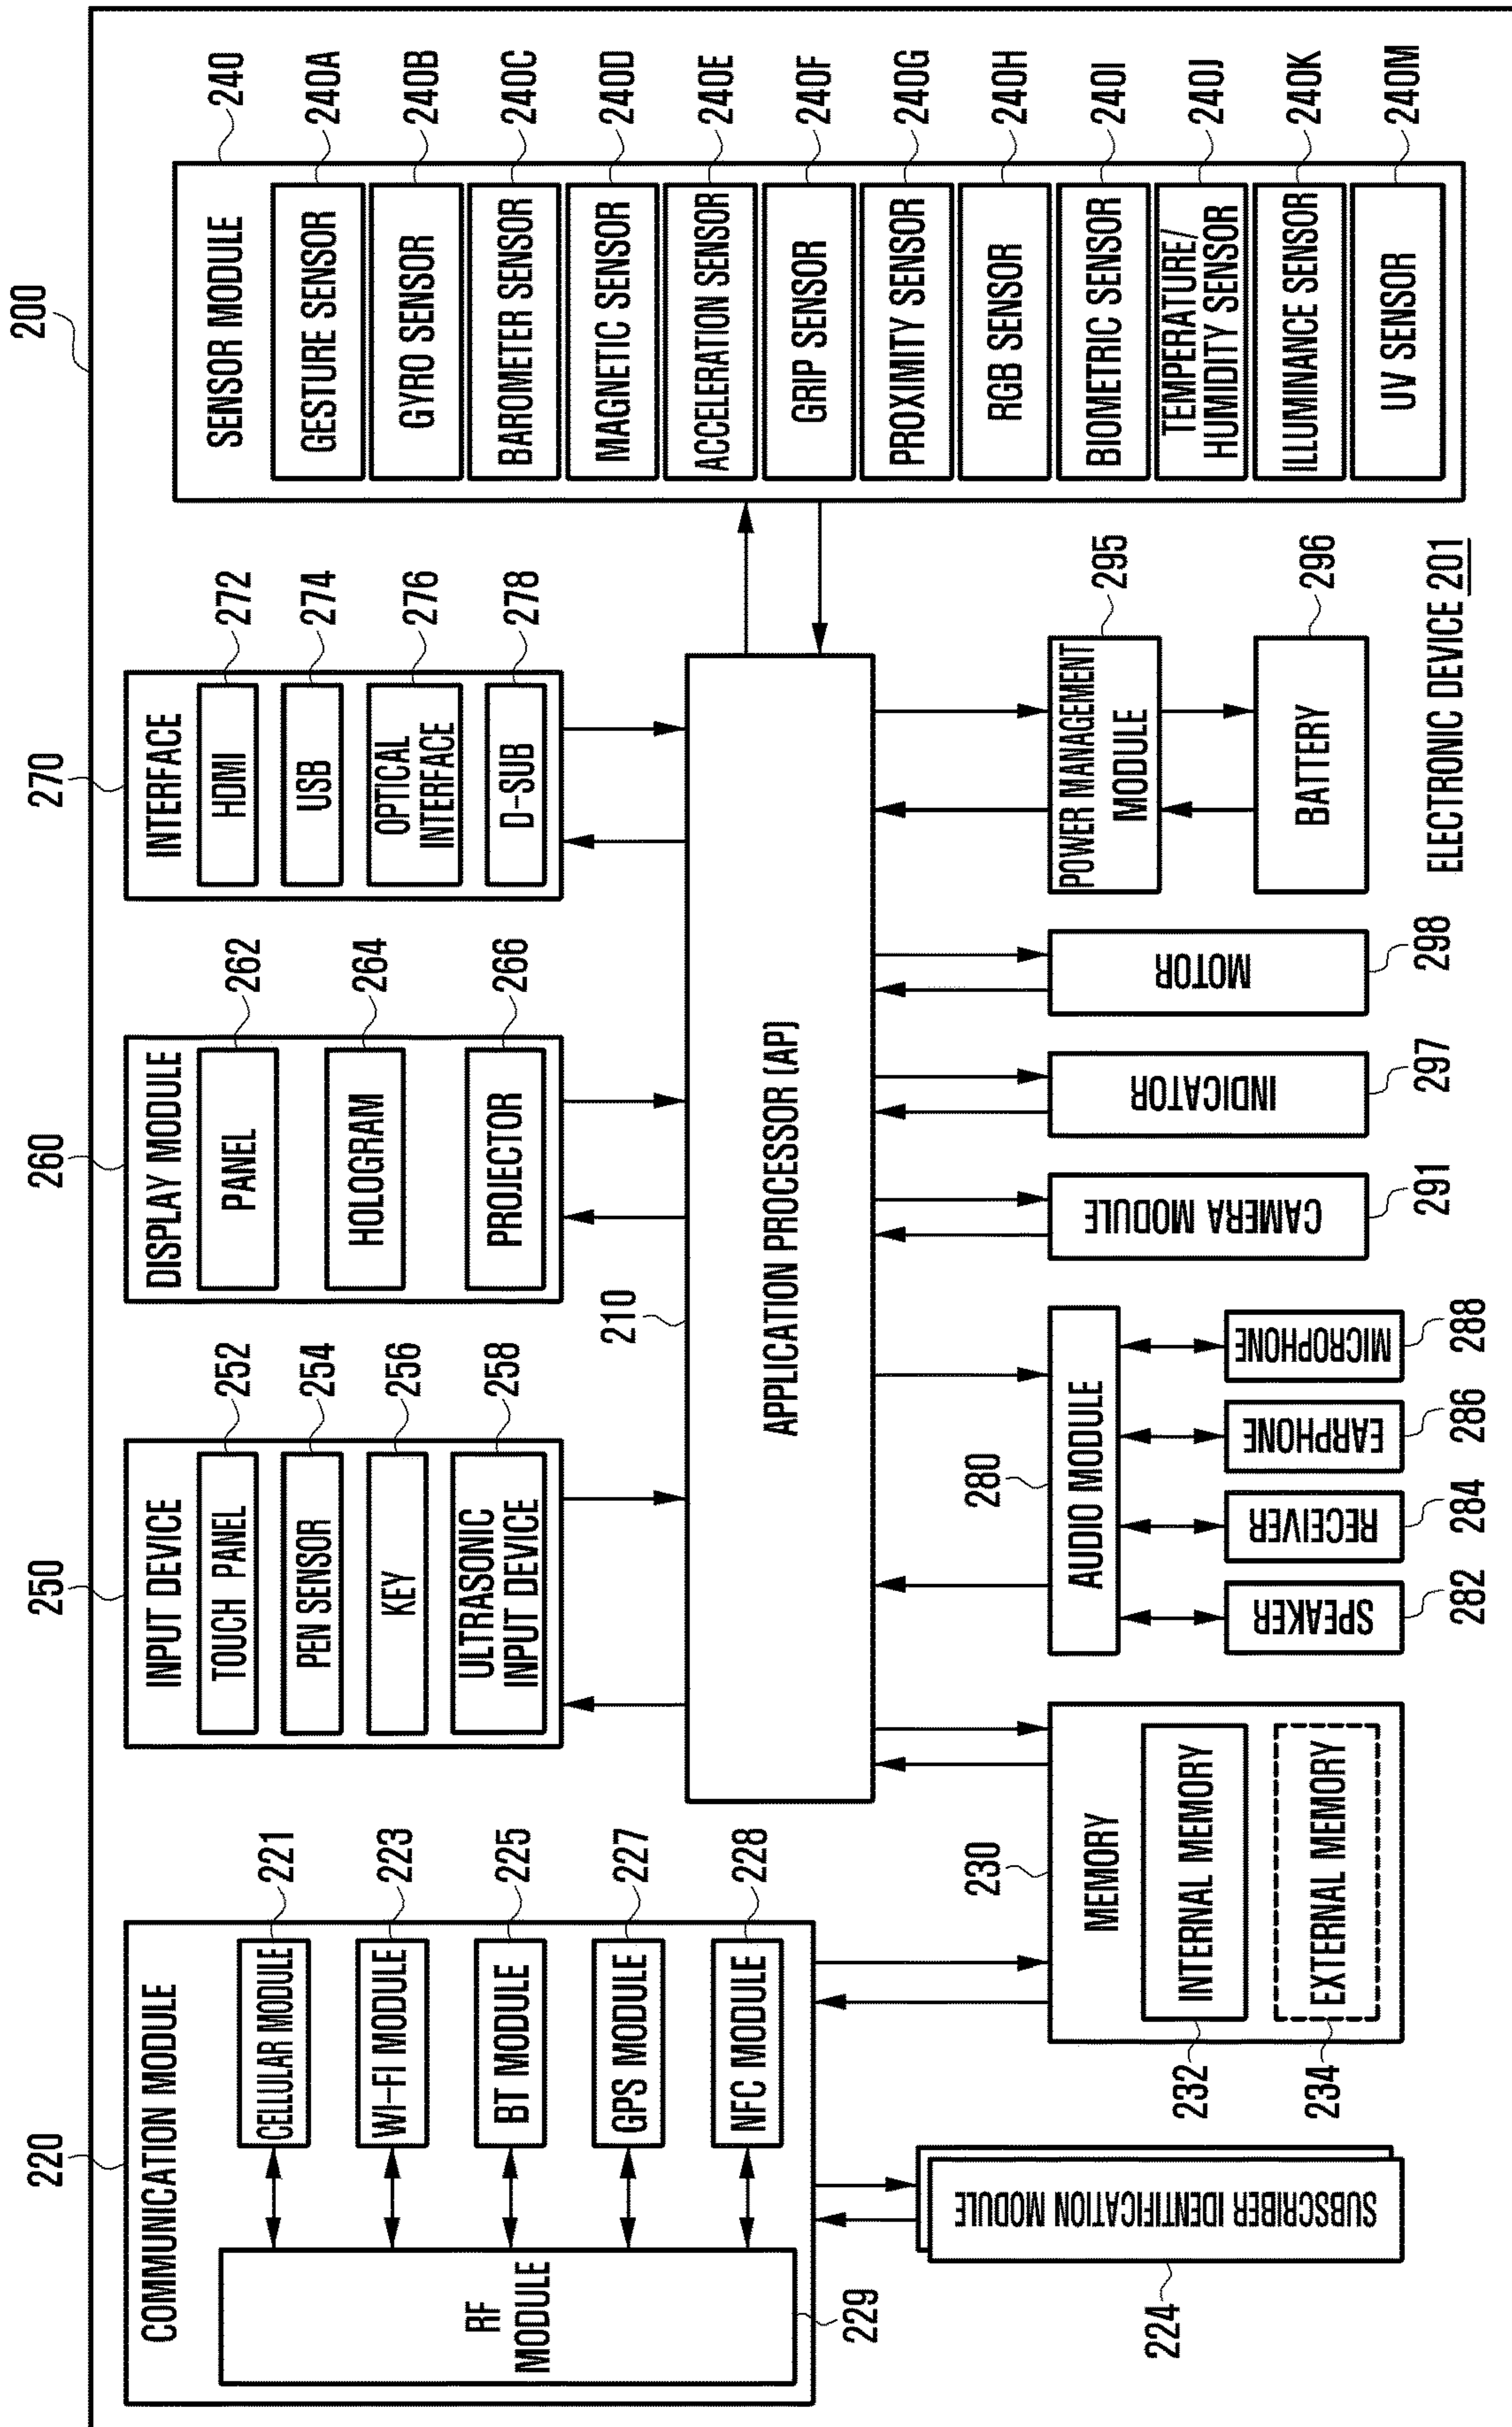 200
220
COMMUNICATION MODULE
CELLULAR MODULE
221
WI-FI MODULE
223
BT MODULE
225
GPS MODULE
227
NFC MODULE
228
RF
MODULE
229
SUBSCRIBER IDENTIFICATION MODULE
224
250
INPUT DEVICE
TOUCH PANEL
252
PEN SENSOR
254
KEY
256
ULTRASONIC
INPUT DEVICE
258
260
DISPLAY MODULE
PANEL
262
HOLOGRAM
264
PROJECTOR
266
270
INTERFACE
HDMI
272
USB
274
OPTICAL
INTERFACE
276
D-SUB
278
SENSOR MODULE
240
GESTURE SENSOR
240A
GYRO SENSOR
240B
BAROMETER SENSOR
240C
MAGNETIC SENSOR
240D
ACCELERATION SENSOR
240E
GRIP SENSOR
240F
PROXIMITY SENSOR
240G
RGB SENSOR
240H
BIOMETRIC SENSOR
240I
TEMPERATURE/
HUMIDITY SENSOR
240J
ILLUMINANCE SENSOR
240K
UV SENSOR
240M
210
APPLICATION PROCESSOR (AP)
230
MEMORY
INTERNAL MEMORY
232
EXTERNAL MEMORY
234
280
AUDIO MODULE
SPEAKER
282
RECEIVER
284
EARPHONE
286
MICROPHONE
288
CAMERA MODULE
291
INDICATOR
297
MOTOR
298
POWER MANAGEMENT
MODULE
295
BATTERY
296
ELECTRONIC DEVICE 201